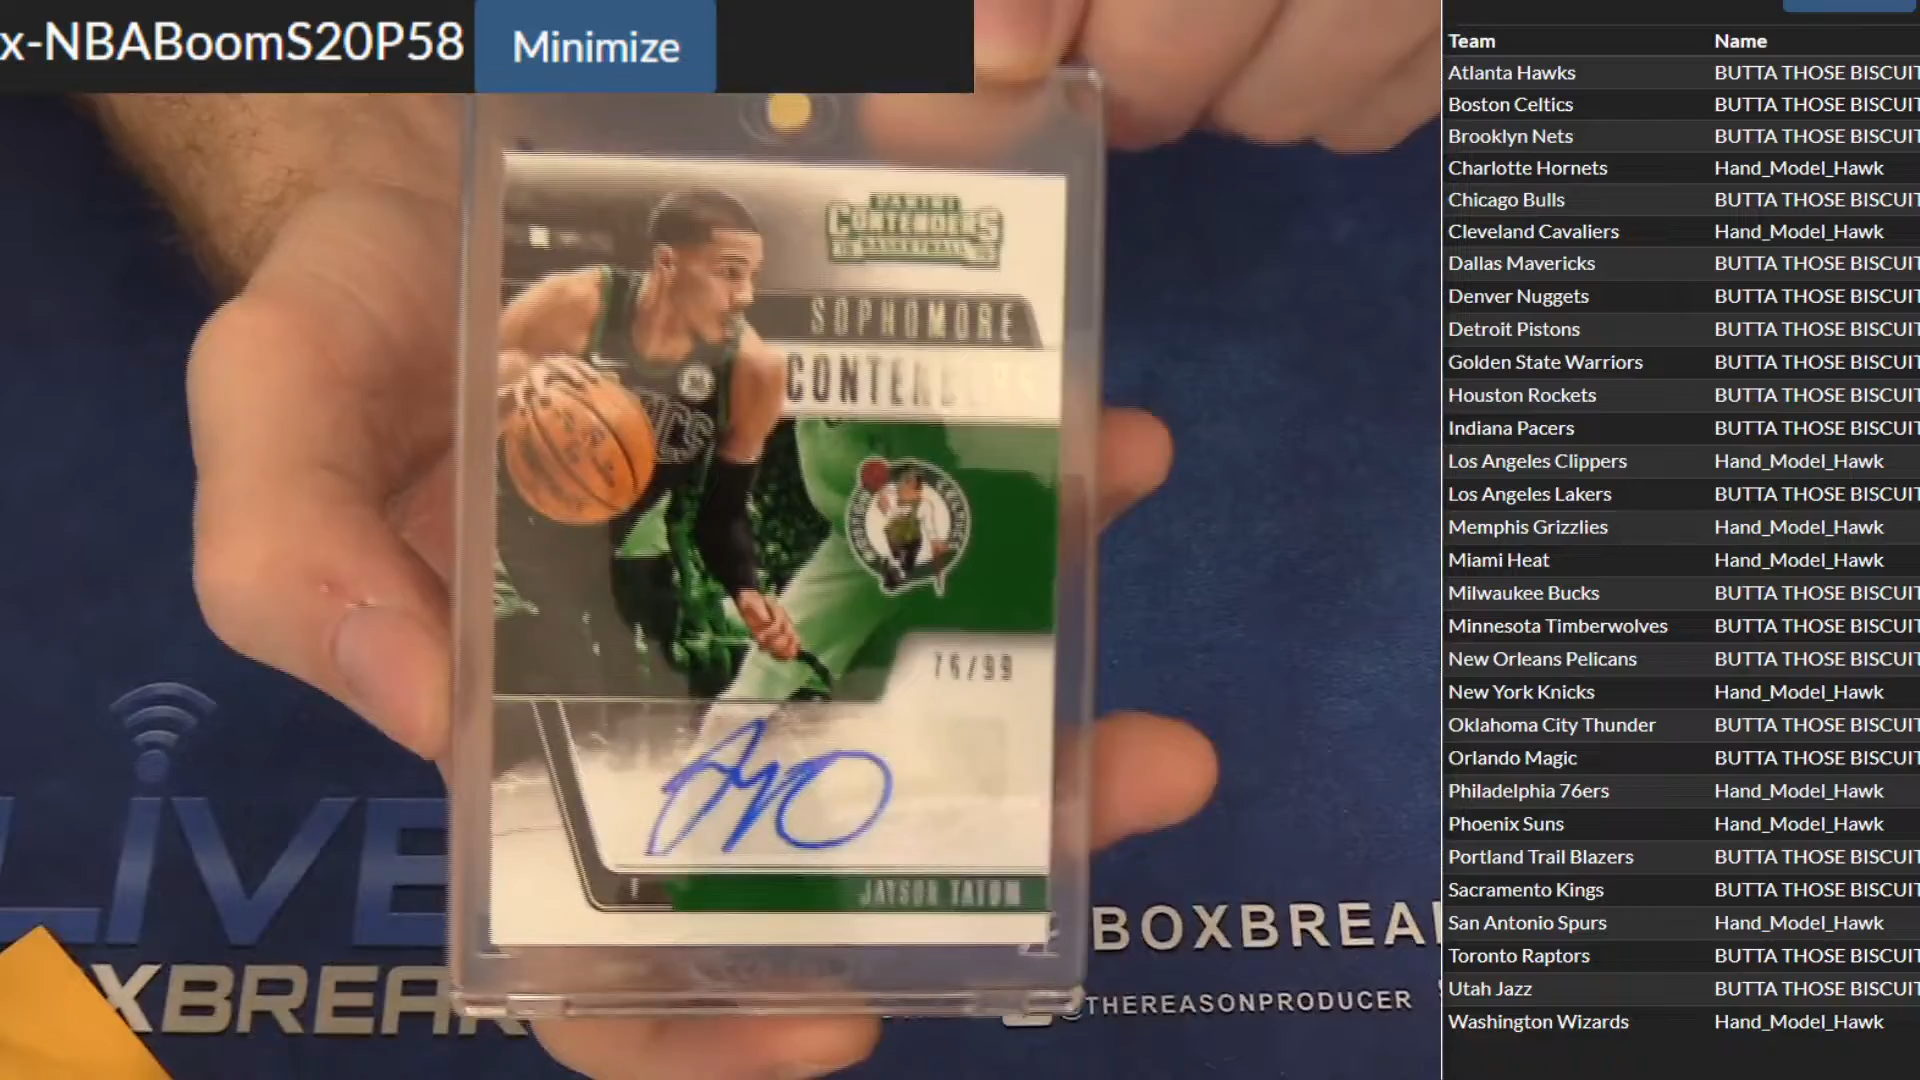 x-NBABoomS20P58
Minimize
PANINI
CONTENDERS
BASKETBALL
SOPHOMORE
CONTENDERS
76/99
JAYSON TATUM
LIVE
XBREA
BOXBREA
@THEREASONPRODUCER
Team Name
Atlanta Hawks BUTTA THOSE BISCUIT
Boston Celtics BUTTA THOSE BISCUIT
Brooklyn Nets BUTTA THOSE BISCUIT
Charlotte Hornets Hand_Model_Hawk
Chicago Bulls BUTTA THOSE BISCUIT
Cleveland Cavaliers Hand_Model_Hawk
Dallas Mavericks BUTTA THOSE BISCUIT
Denver Nuggets BUTTA THOSE BISCUIT
Detroit Pistons BUTTA THOSE BISCUIT
Golden State Warriors BUTTA THOSE BISCUIT
Houston Rockets BUTTA THOSE BISCUIT
Indiana Pacers BUTTA THOSE BISCUIT
Los Angeles Clippers Hand_Model_Hawk
Los Angeles Lakers BUTTA THOSE BISCUIT
Memphis Grizzlies Hand_Model_Hawk
Miami Heat Hand_Model_Hawk
Milwaukee Bucks BUTTA THOSE BISCUIT
Minnesota Timberwolves BUTTA THOSE BISCUIT
New Orleans Pelicans BUTTA THOSE BISCUIT
New York Knicks Hand_Model_Hawk
Oklahoma City Thunder BUTTA THOSE BISCUIT
Orlando Magic BUTTA THOSE BISCUIT
Philadelphia 76ers Hand_Model_Hawk
Phoenix Suns Hand_Model_Hawk
Portland Trail Blazers BUTTA THOSE BISCUIT
Sacramento Kings BUTTA THOSE BISCUIT
San Antonio Spurs Hand_Model_Hawk
Toronto Raptors BUTTA THOSE BISCUIT
Utah Jazz BUTTA THOSE BISCUIT
Washington Wizards Hand_Model_Hawk